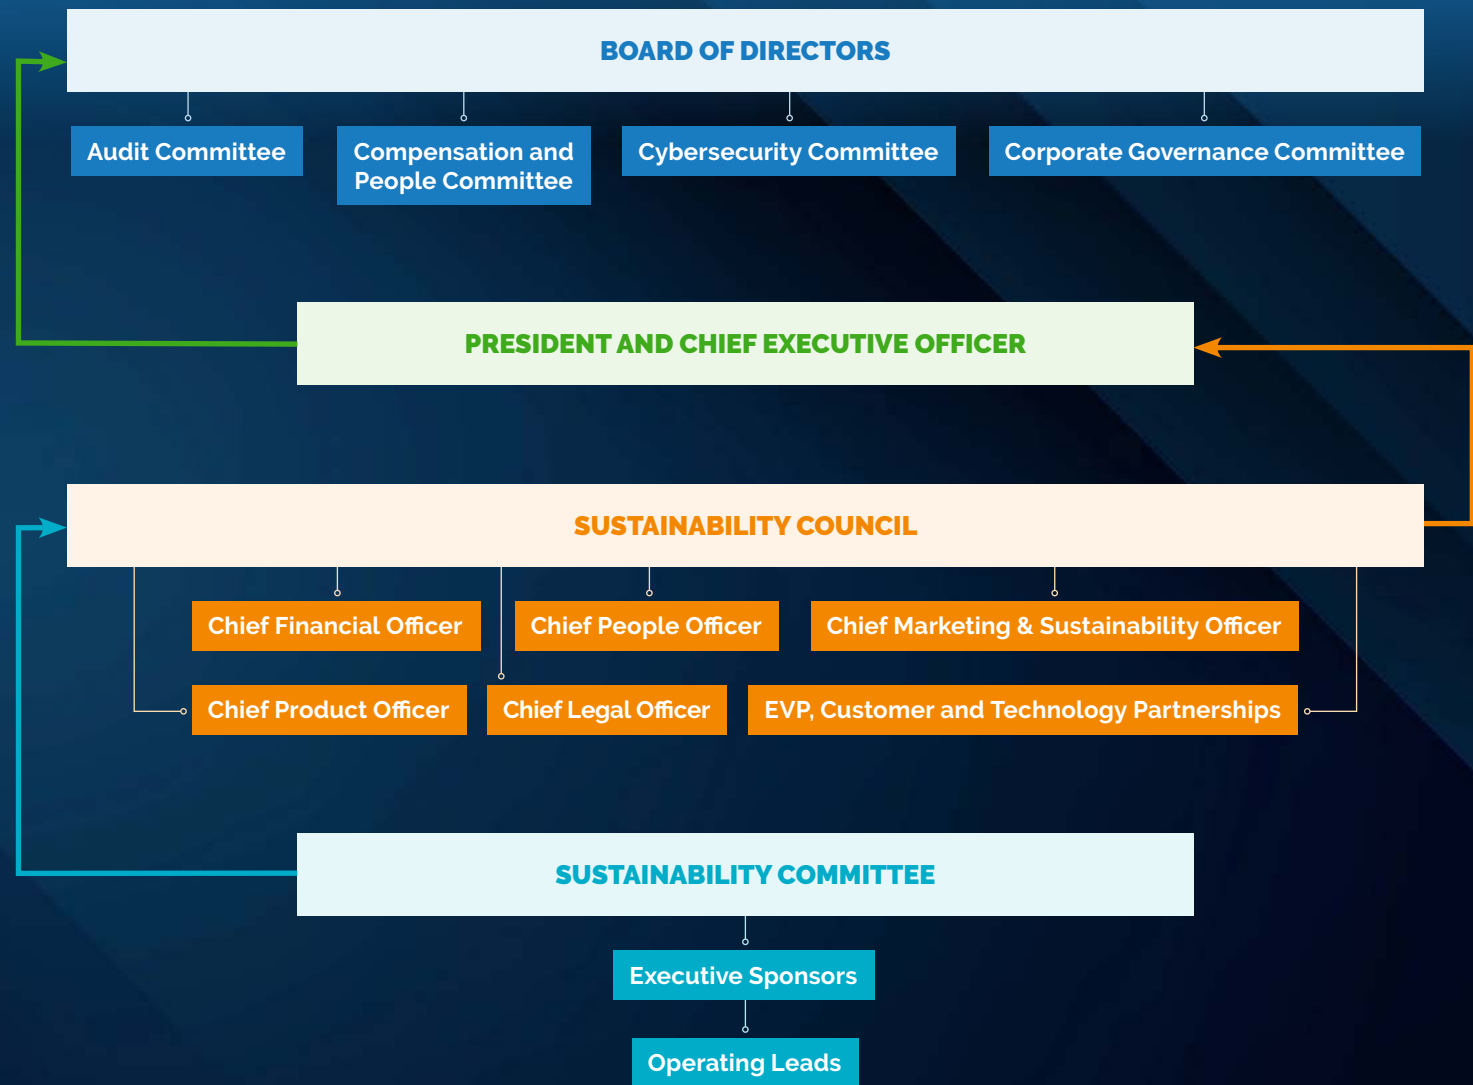 BOARD OF DIRECTORS
Audit Committee
Compensation and
People Committee
Cybersecurity Committee
Corporate Governance Committee
PRESIDENT AND CHIEF EXECUTIVE OFFICER
SUSTAINABILITY COUNCIL
Chief Financial Officer
Chief People Officer
Chief Marketing & Sustainability Officer
Chief Product Officer
Chief Legal Officer
EVP, Customer and Technology Partnerships
SUSTAINABILITY COMMITTEE
Executive Sponsors
Operating Leads